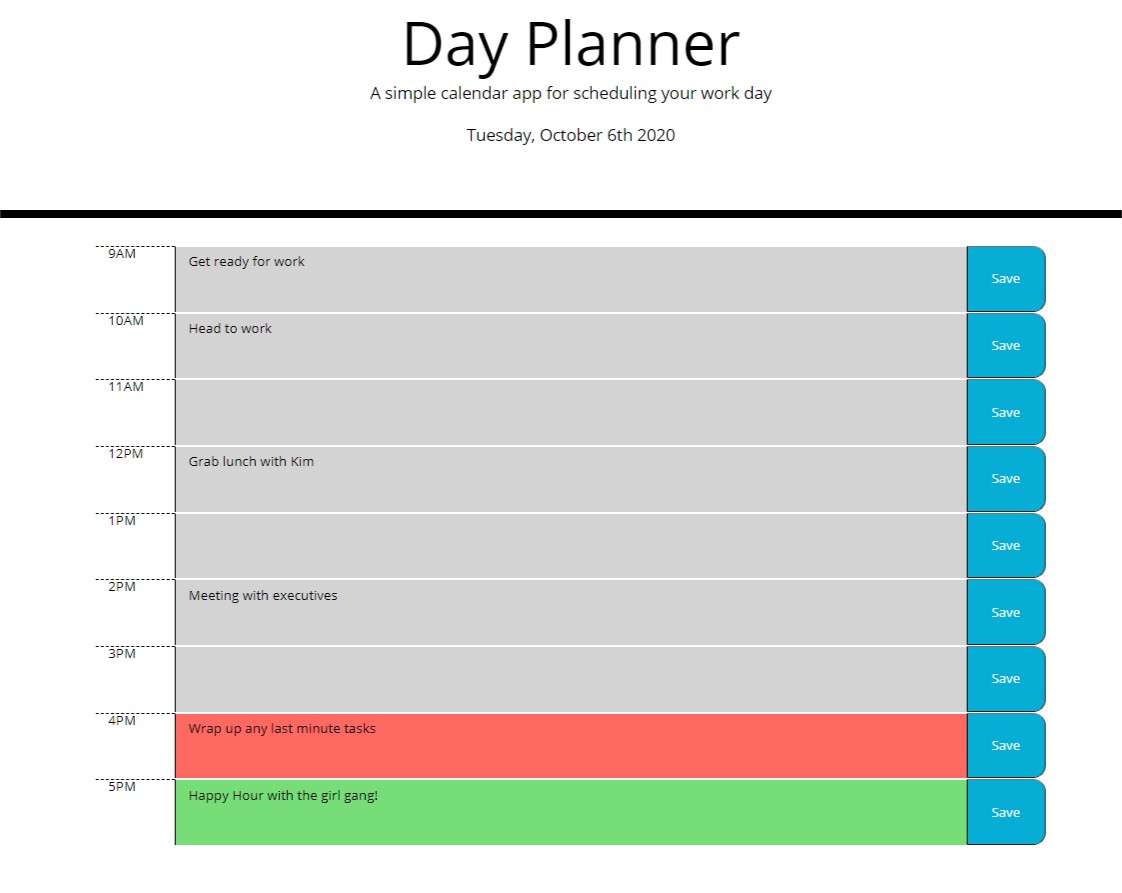 Day Planner
A simple calendar app for scheduling your work day
Tuesday, October 6th 2020
9AM Get ready for work Save
10AM Head to work Save
11AM Save
12PM Grab lunch with Kim Save
1PM Save
2PM Meeting with executives Save
3PM Save
4PM Wrap up any last minute tasks Save
5PM Happy Hour with the girl gang! Save